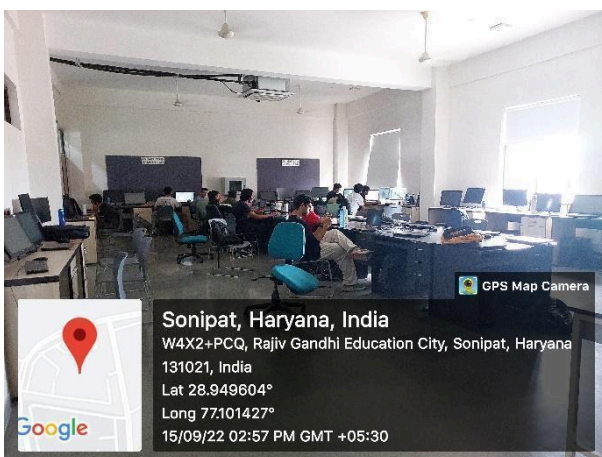 GPS Map Camera
Sonipat, Haryana, India
W4X2+PCQ, Rajiv Gandhi Education City, Sonipat, Haryana
131021, India
Lat 28.949604°
Long 77.101427°
15/09/22 02:57 PM GMT +05:30
Google